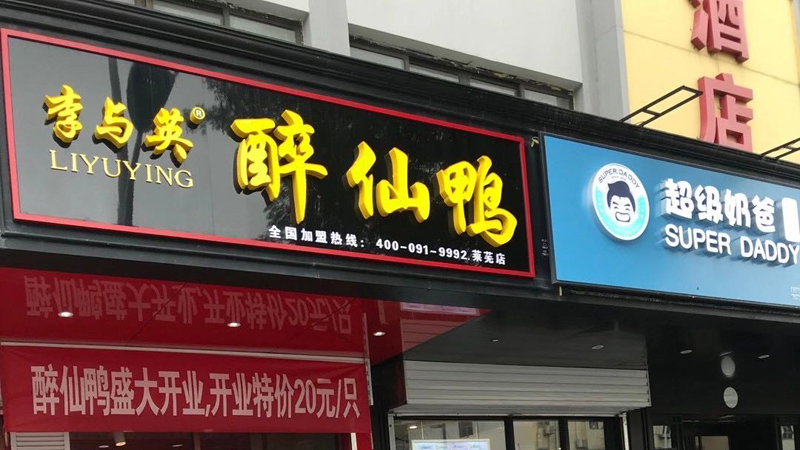 李与英®
LIYUYING
醉仙鸭
全国加盟热线：400-091-9992.莱芜店
SUPER DADDY
超级奶爸
SUPER DADDY
酒店
醉仙鸭盛大开业,开业特价20元/只